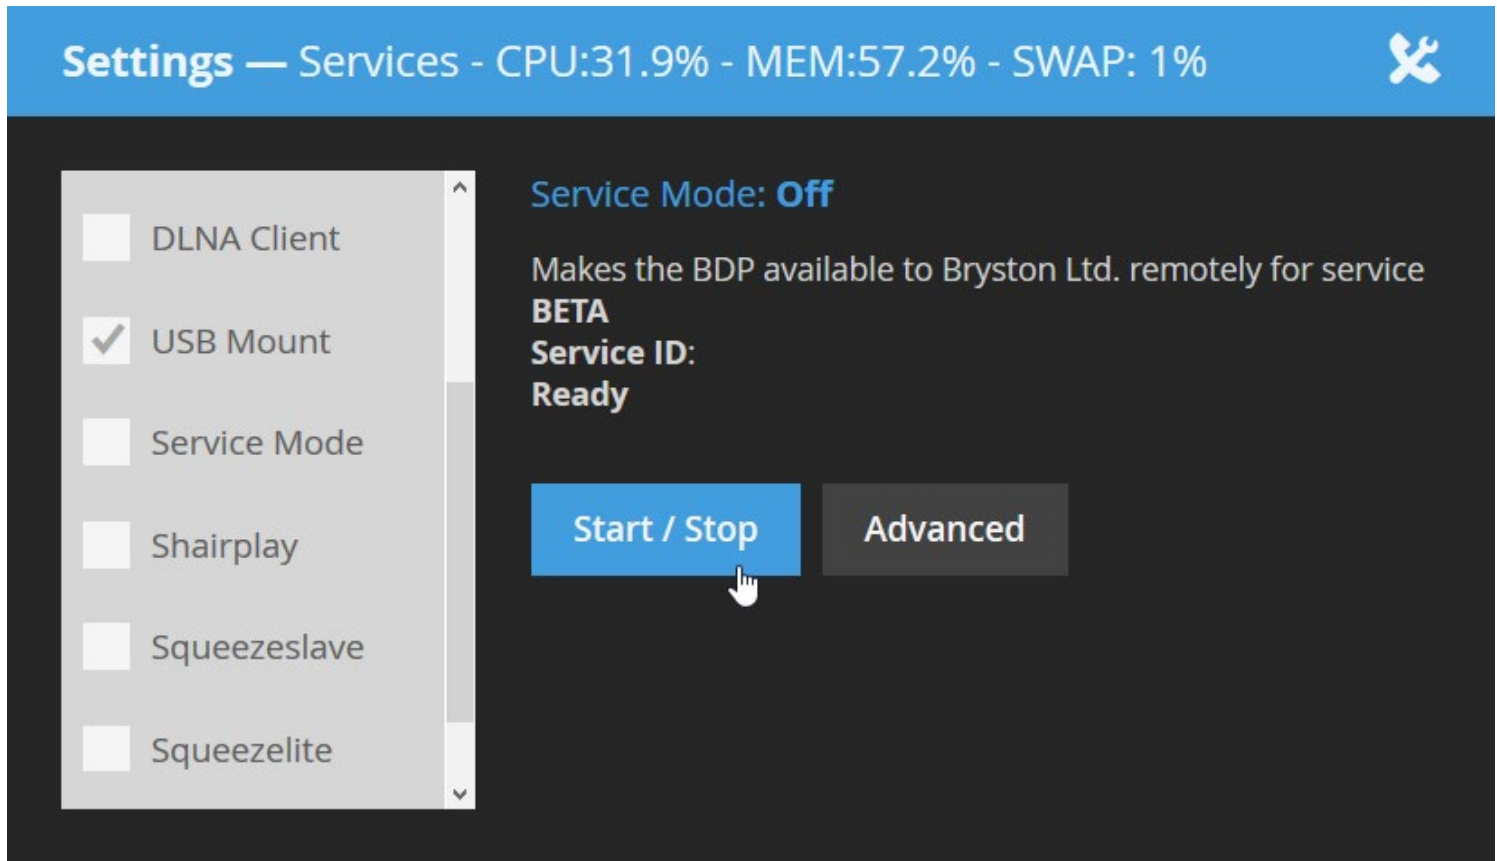 Settings — Services - CPU:31.9% - MEM:57.2% - SWAP: 1%
DLNA Client
USB Mount
Service Mode
Shairplay
Squeezeslave
Squeezelite
Service Mode: Off
Makes the BDP available to Bryston Ltd. remotely for service
BETA
Service ID:
Ready
Start / Stop
Advanced